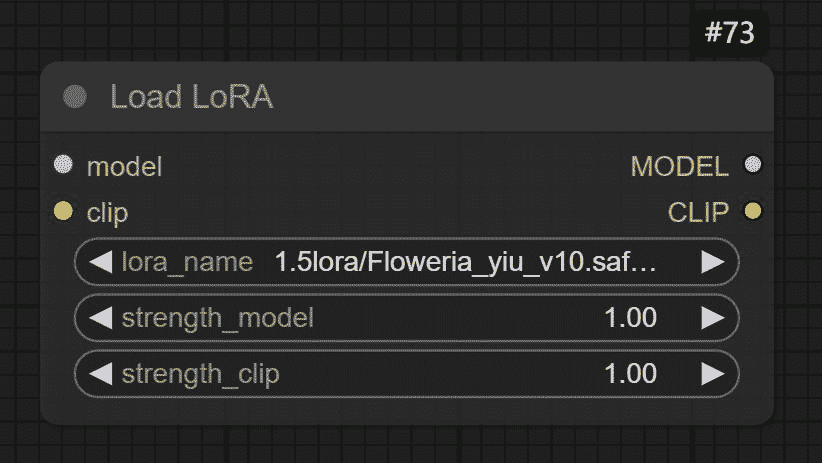 #73
Load LoRA
model MODEL
clip CLIP
lora_name 1.5lora/Floweria_yiu_v10.saf...
strength_model 1.00
strength_clip 1.00